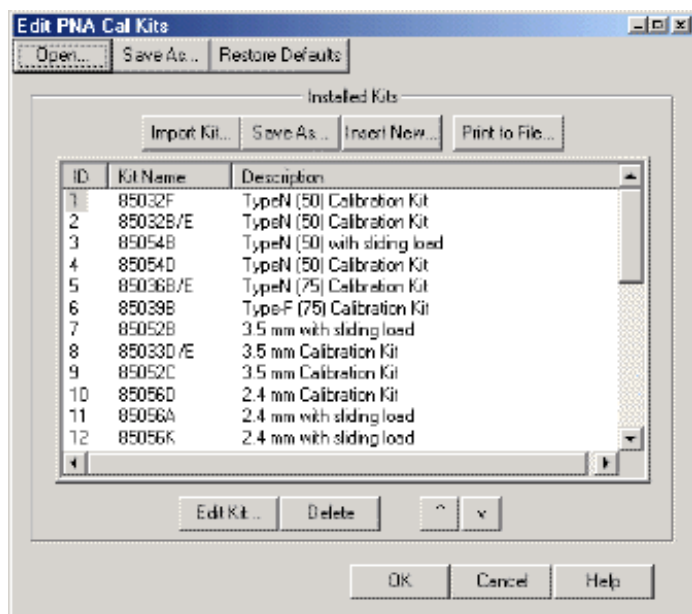 Edit PNA Cal Kits
Open... Save As... Restore Defaults
Installed Kits
Import Kit... Save As... Insert New... Print to File...
ID Kit Name Description
1 85032F TypeN (50) Calibration Kit
2 85032B/E TypeN (50) Calibration Kit
3 85054B TypeN (50) with sliding load
4 85054D TypeN (50) Calibration Kit
5 85036B/E TypeN (75) Calibration Kit
6 85039B Type-F (75) Calibration Kit
7 85052B 3.5 mm with sliding load
8 85033D/E 3.5 mm Calibration Kit
9 85052C 3.5 mm Calibration Kit
10 85056D 2.4 mm Calibration Kit
11 85056A 2.4 mm with sliding load
12 85056K 2.4 mm with sliding load
Edit Kit... Delete ^ v
OK Cancel Help